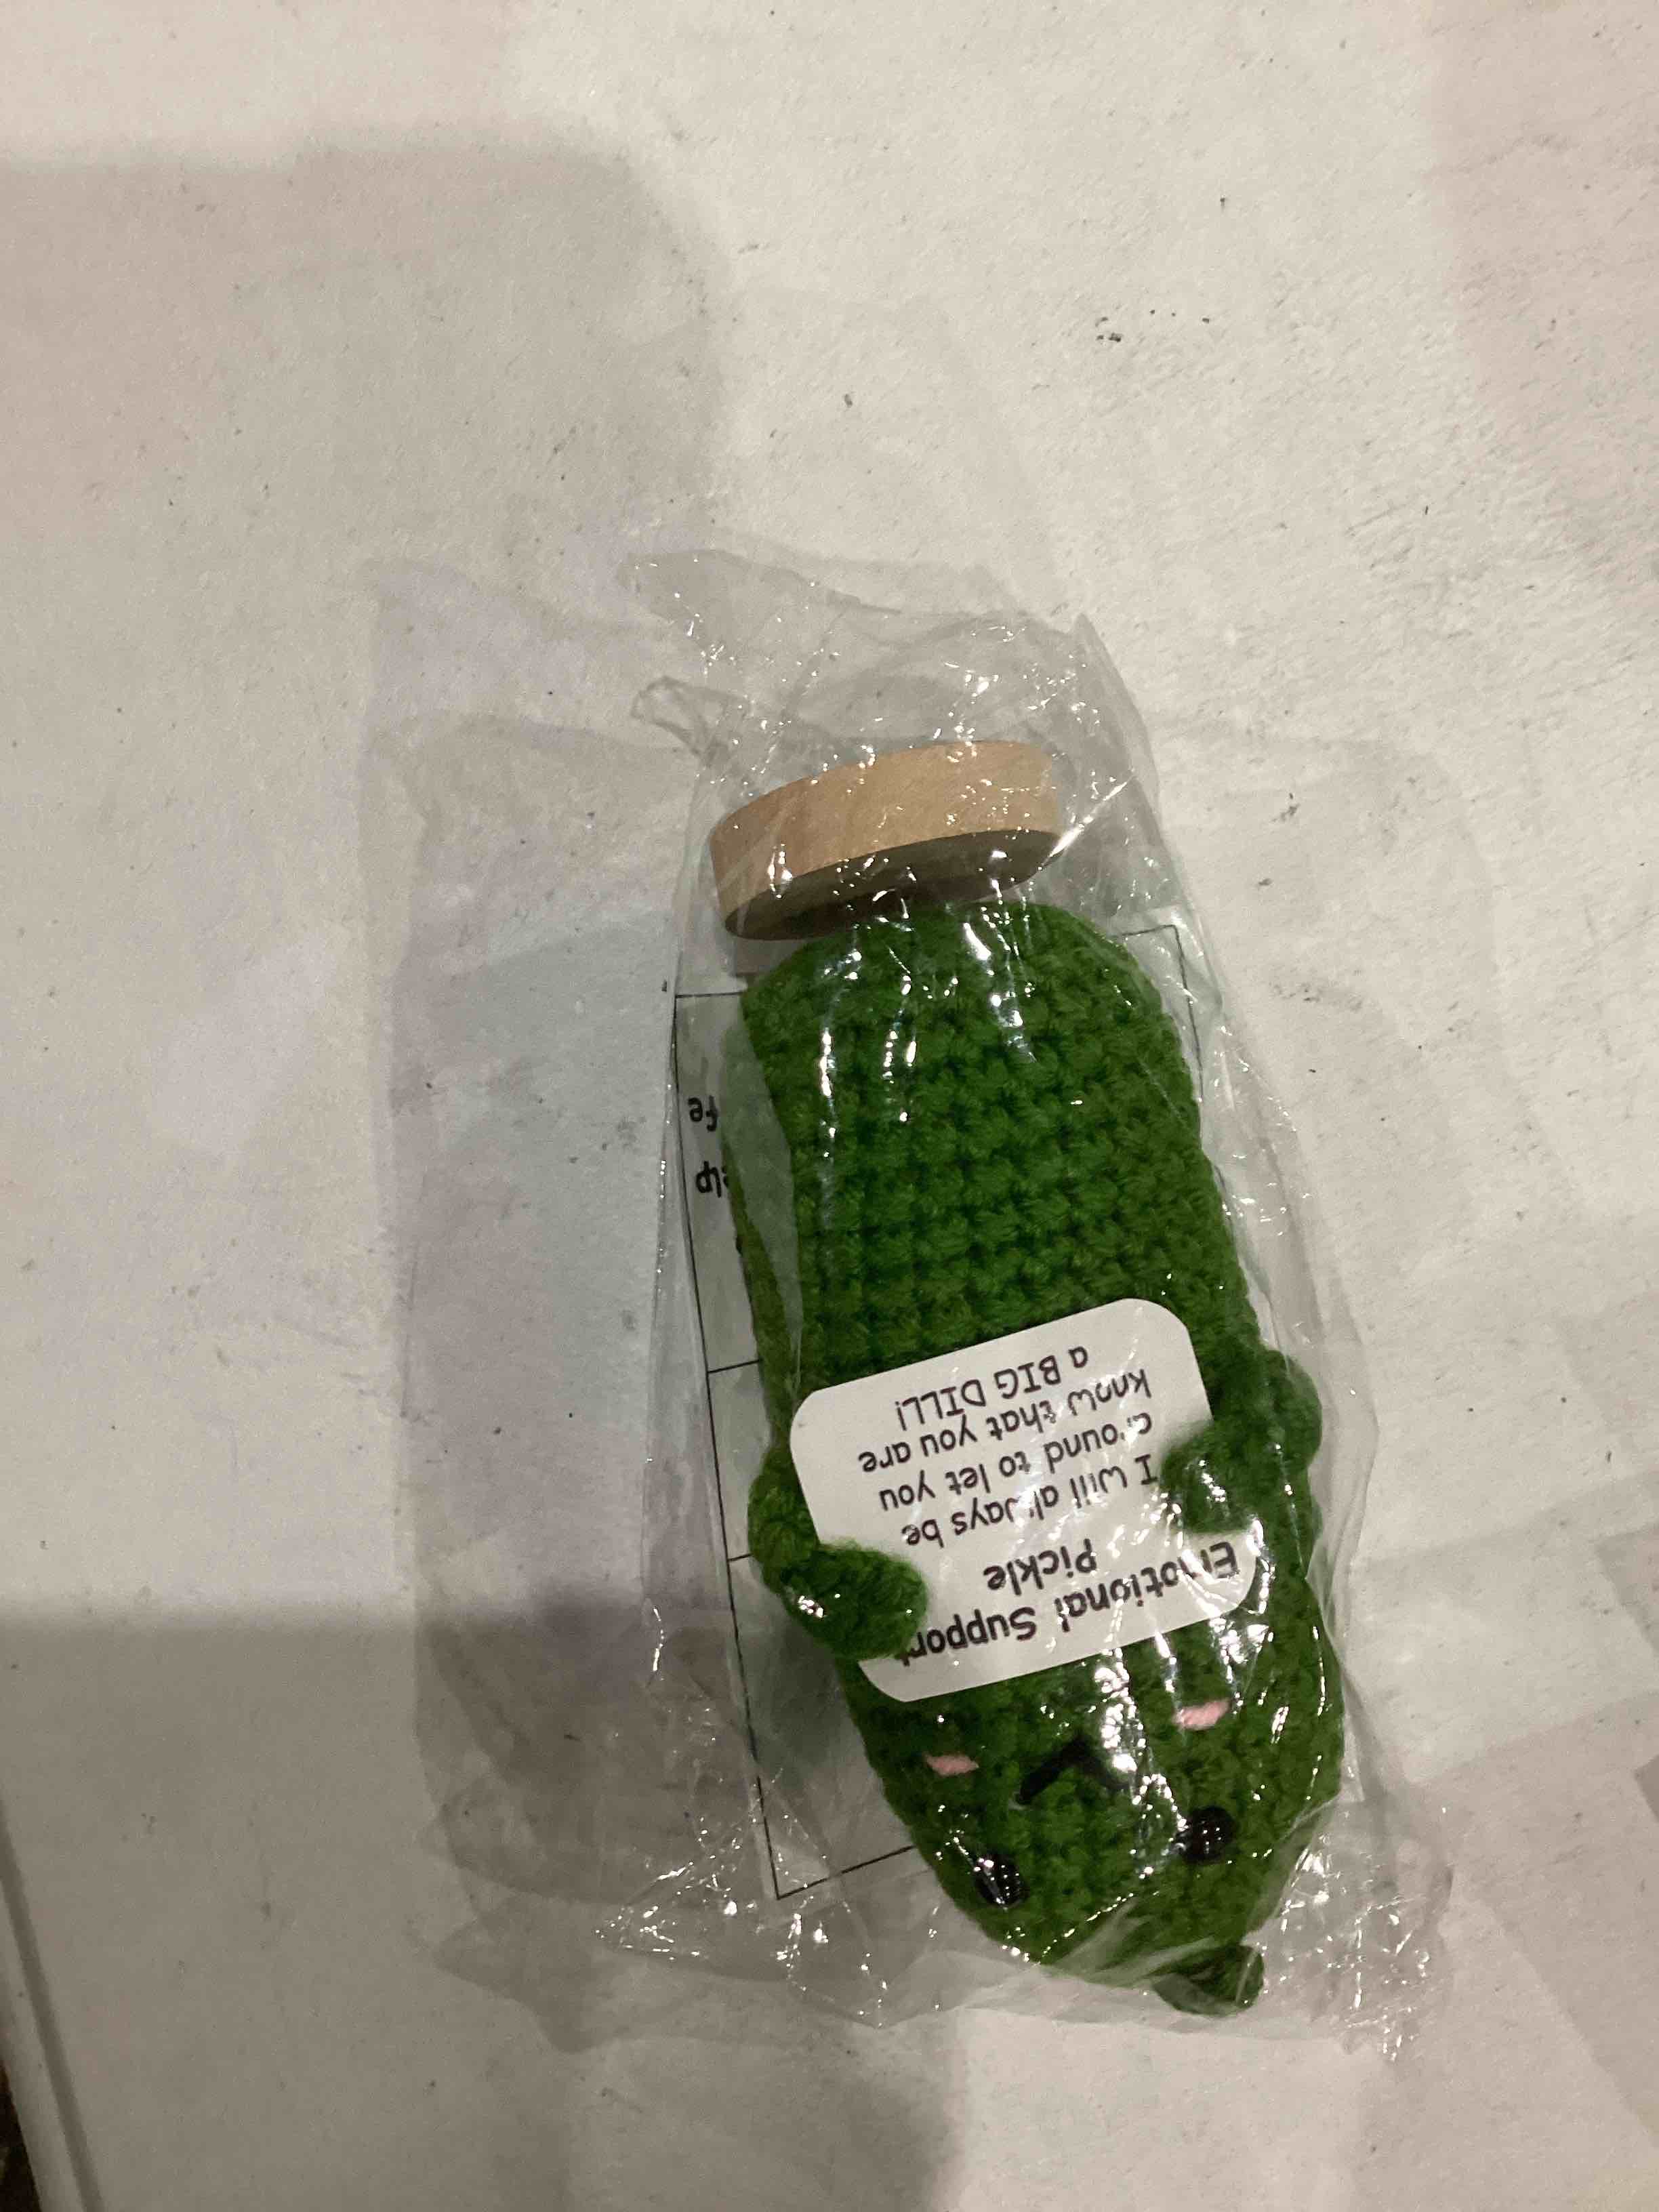 Emotional Support
Pickle
I will always be
around to let you
know that you are
a BIG DILL!